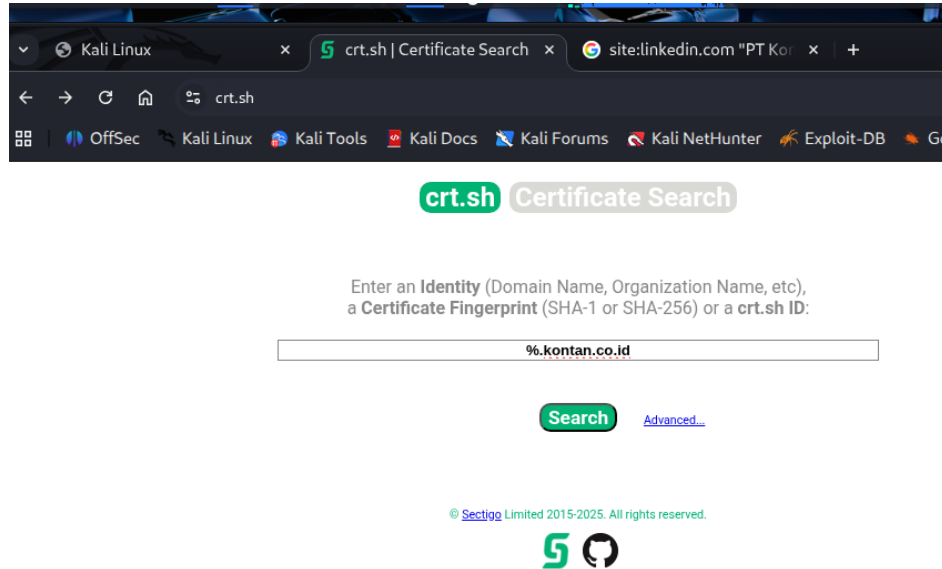 Kali Linux
crt.sh | Certificate Search
site:linkedin.com "PT Kor
crt.sh
OffSec
Kali Linux
Kali Tools
Kali Docs
Kali Forums
Kali NetHunter
Exploit-DB
crt.sh Certificate Search
Enter an Identity (Domain Name, Organization Name, etc),
a Certificate Fingerprint (SHA-1 or SHA-256) or a crt.sh ID:
%.kontan.co.id
Search
Advanced...
© Sectigo Limited 2015-2025. All rights reserved.